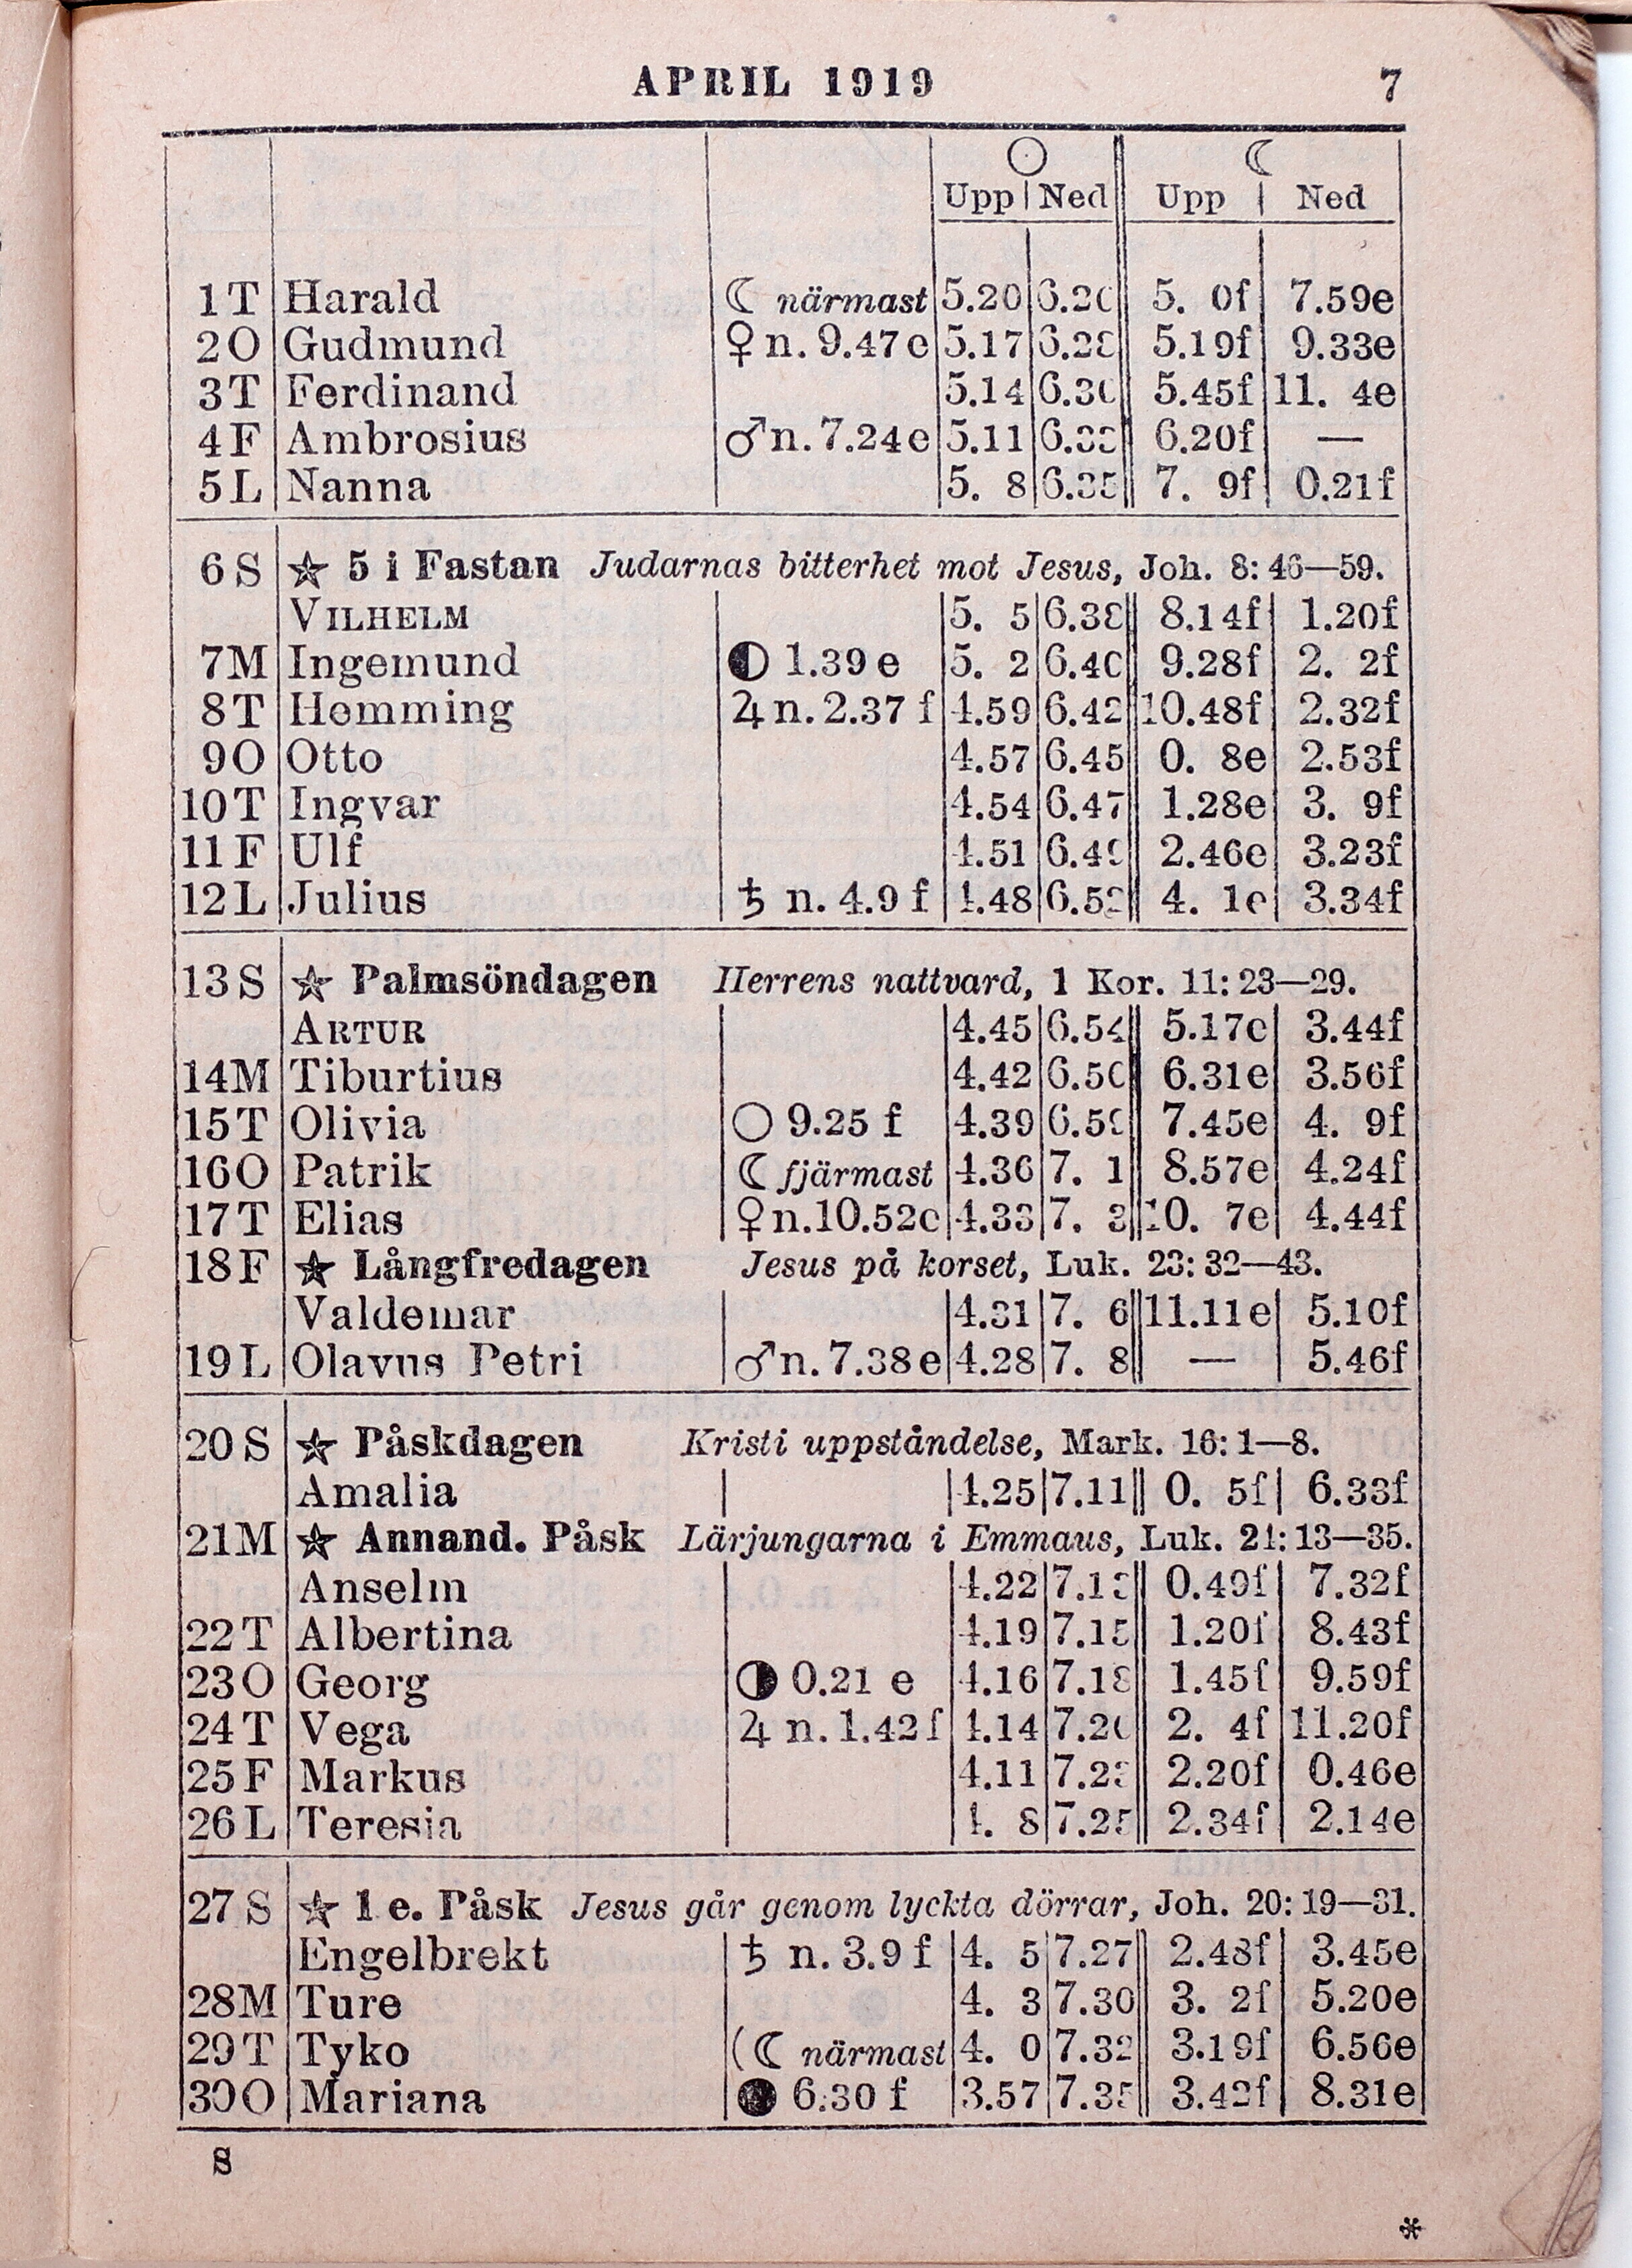 APRIL 1919 7
☉ ☾
Upp Ned Upp Ned
1 T Harald ☾ närmast 5.20 5. 0f 7.59e
2 O Gudmund ♀ n. 9.47e 5.17 6.28 5.19f 9.33e
3 T Ferdinand 5.14 6.30 5.45f 11. 4e
4 F Ambrosius ♂ n. 7.24e 5.11 6.33 6.20f —
5 L Nanna 5. 8 6.35 7. 9f 0.21f
6 S ☆ 5 i Fastan Judarnas bitterhet mot Jesus, Joh. 8: 46—59.
VILHELM 5. 5 6.38 8.14f 1.20f
7 M Ingemund ◐ 1.39 e 5. 2 6.40 9.28f 2. 2f
8 T Hemming ♃ n. 2.37 f 4.59 6.42 10.48f 2.32f
9 O Otto 4.57 6.45 0. 8e 2.53f
10 T Ingvar 4.54 6.47 1.28e 3. 9f
11 F Ulf 4.51 6.49 2.46e 3.23f
12 L Julius ♄ n. 4.9 f 4.48 6.52 4. 1e 3.34f
13 S ☆ Palmsöndagen Herrens nattvard, 1 Kor. 11: 23—29.
ARTUR 4.45 6.54 5.17e 3.44f
14 M Tiburtius 4.42 6.31e 3.56f
15 T Olivia ○ 9.25 f 4.39 6.59 7.45e 4. 9f
16 O Patrik ☾ fjärmast 4.36 7. 1 8.57e 4.24f
17 T Elias ♀ n. 10.52e 4.33 7. 3 10. 7e 4.44f
18 F ☆ Långfredagen Jesus på korset, Luk. 23: 32—43.
Valdemar 4.31 7. 6 11.11e 5.10f
19 L Olavus Petri ♂ n. 7.38e 4.28 7. 8 — 5.46f
20 S ☆ Påskdagen Kristi uppståndelse, Mark. 16: 1—8.
Amalia 4.25 7.11 0. 5f 6.33f
21 M ☆ Annand. Påsk Lärjungarna i Emmaus, Luk. 24: 13—35.
Anselm 4.22 7.13 0.49f 7.32f
22 T Albertina 4.19 7.15 1.20f 8.43f
23 O Georg ◑ 0.21 e 4.16 7.18 1.45f 9.59f
24 T Vega ♃ n. 1.42f 4.14 7.20 2. 4f 11.20f
25 F Markus 4.11 7.23 2.20f 0.46e
26 L Teresia 4. 8 7.25 2.34f 2.14e
27 S ☆ 1 e. Påsk Jesus går genom lyckta dörrar, Joh. 20: 19—31.
Engelbrekt ♄ n. 3.9 f 4. 5 7.27 2.48f 3.45e
28 M Ture 4. 3 7.30 3. 2f 5.20e
29 T Tyko (☾ närmast 4. 0 7.32 3.19f 6.56e
30 O Mariana ● 6.30 f 3.57 7.35 3.42f 8.31e
S
*